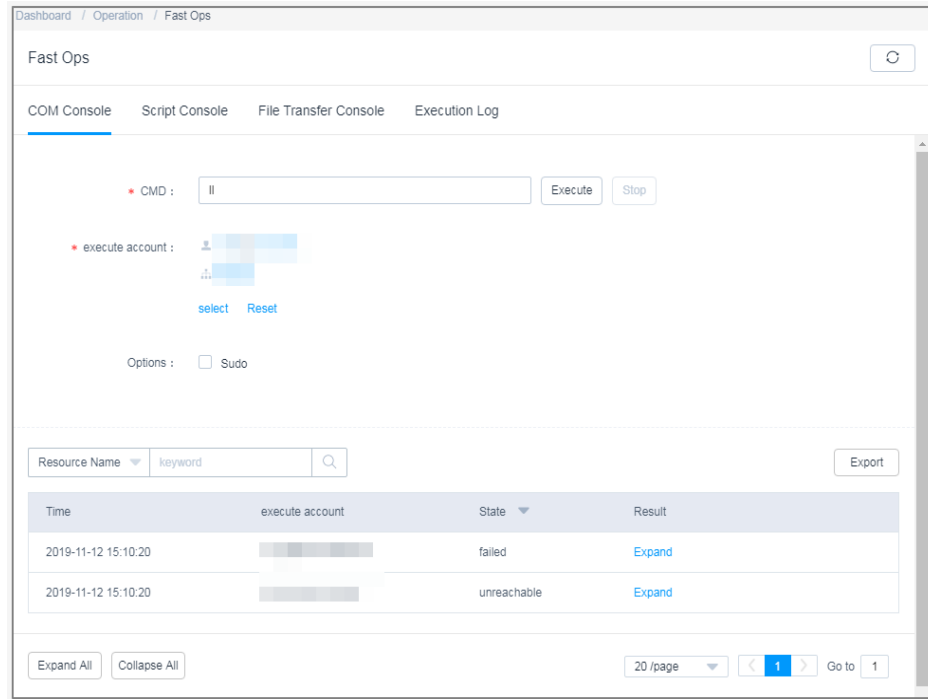 Dashboard / Operation / Fast Ops
Fast Ops
COM Console Script Console File Transfer Console Execution Log
* CMD : ll Execute Stop
* execute account :
select Reset
Options : Sudo
Resource Name keyword Export
Time execute account State Result
2019-11-12 15:10:20 failed Expand
2019-11-12 15:10:20 unreachable Expand
Expand All Collapse All 20 /page 1 Go to 1